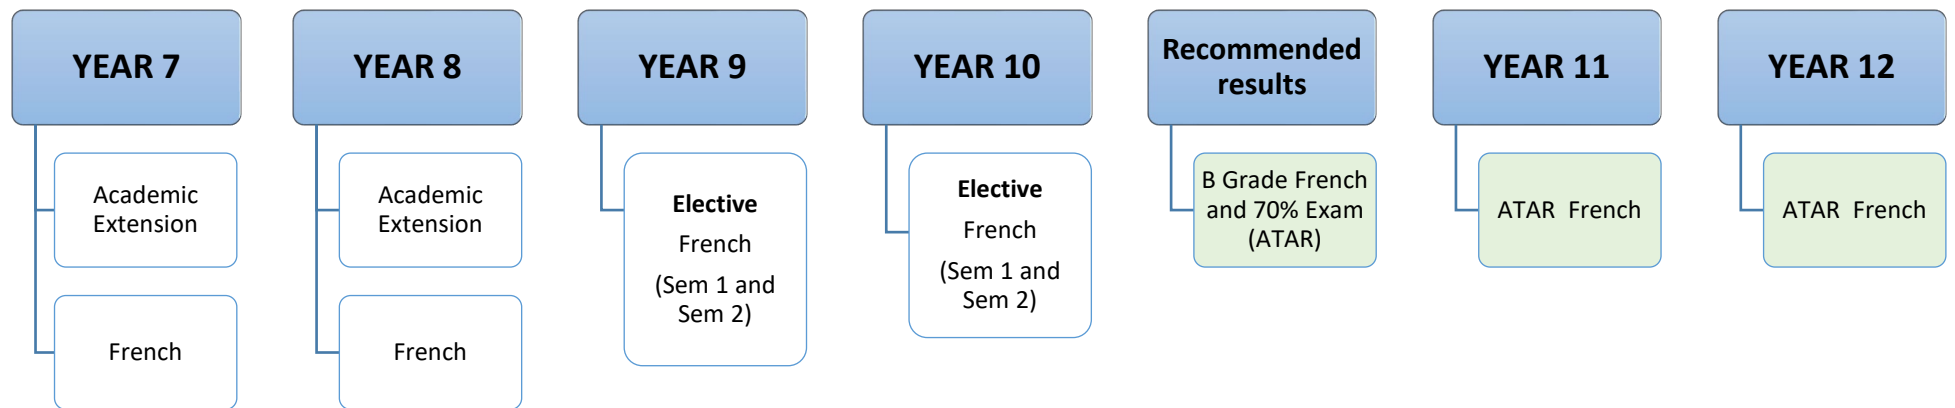 YEAR 7
Academic
Extension
French
YEAR 8
Academic
Extension
French
YEAR 9
Elective
French
(Sem 1 and
Sem 2)
YEAR 10
Elective
French
(Sem 1 and
Sem 2)
Recommended
results
B Grade French
and 70% Exam
(ATAR)
YEAR 11
ATAR French
YEAR 12
ATAR French